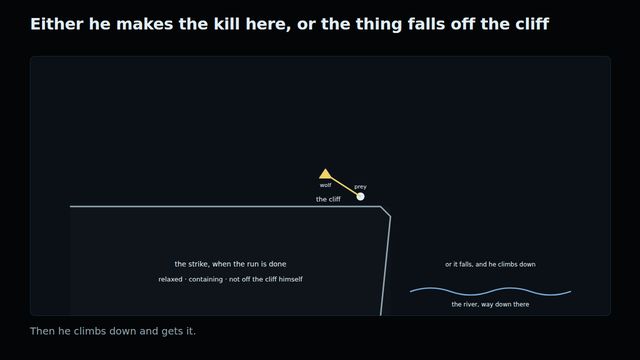 Either he makes the kill here, or the thing falls off the cliff
wolf
prey
the cliff
the strike, when the run is done
relaxed · containing · not off the cliff himself
or it falls, and he climbs down
the river, way down there
Then he climbs down and gets it.